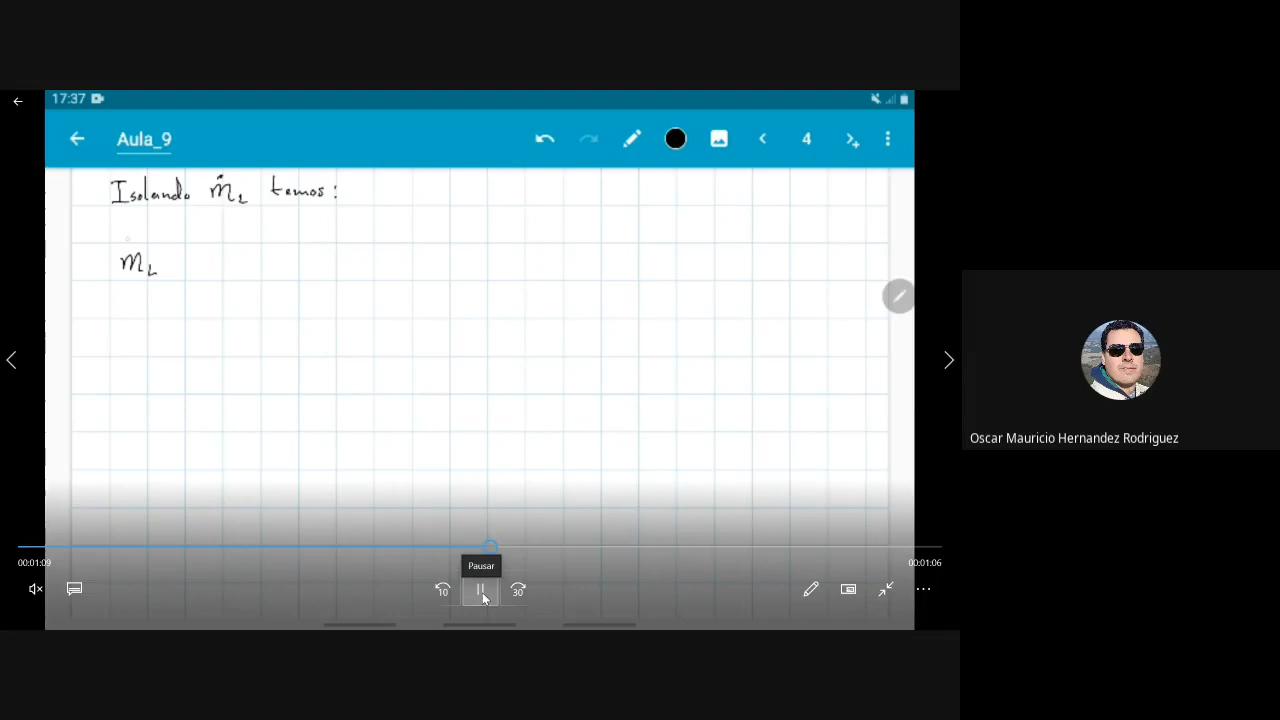 17:37
Aula_9
4
Isolando ṁ₂ temos:
m₂
Oscar Mauricio Hernandez Rodriguez
Pausar
00:01:09
00:01:06
10
30